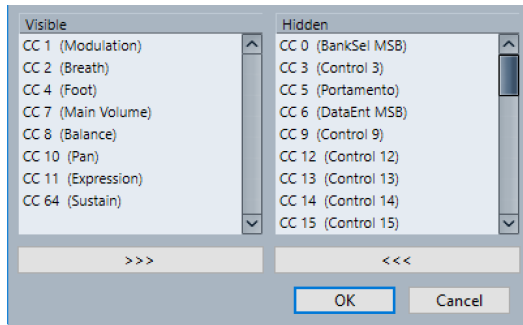 Visible
CC 1 (Modulation)
CC 2 (Breath)
CC 4 (Foot)
CC 7 (Main Volume)
CC 8 (Balance)
CC 10 (Pan)
CC 11 (Expression)
CC 64 (Sustain)
>>>
Hidden
CC 0 (BankSel MSB)
CC 3 (Control 3)
CC 5 (Portamento)
CC 6 (DataEnt MSB)
CC 9 (Control 9)
CC 12 (Control 12)
CC 13 (Control 13)
CC 14 (Control 14)
CC 15 (Control 15)
<<<
OK
Cancel